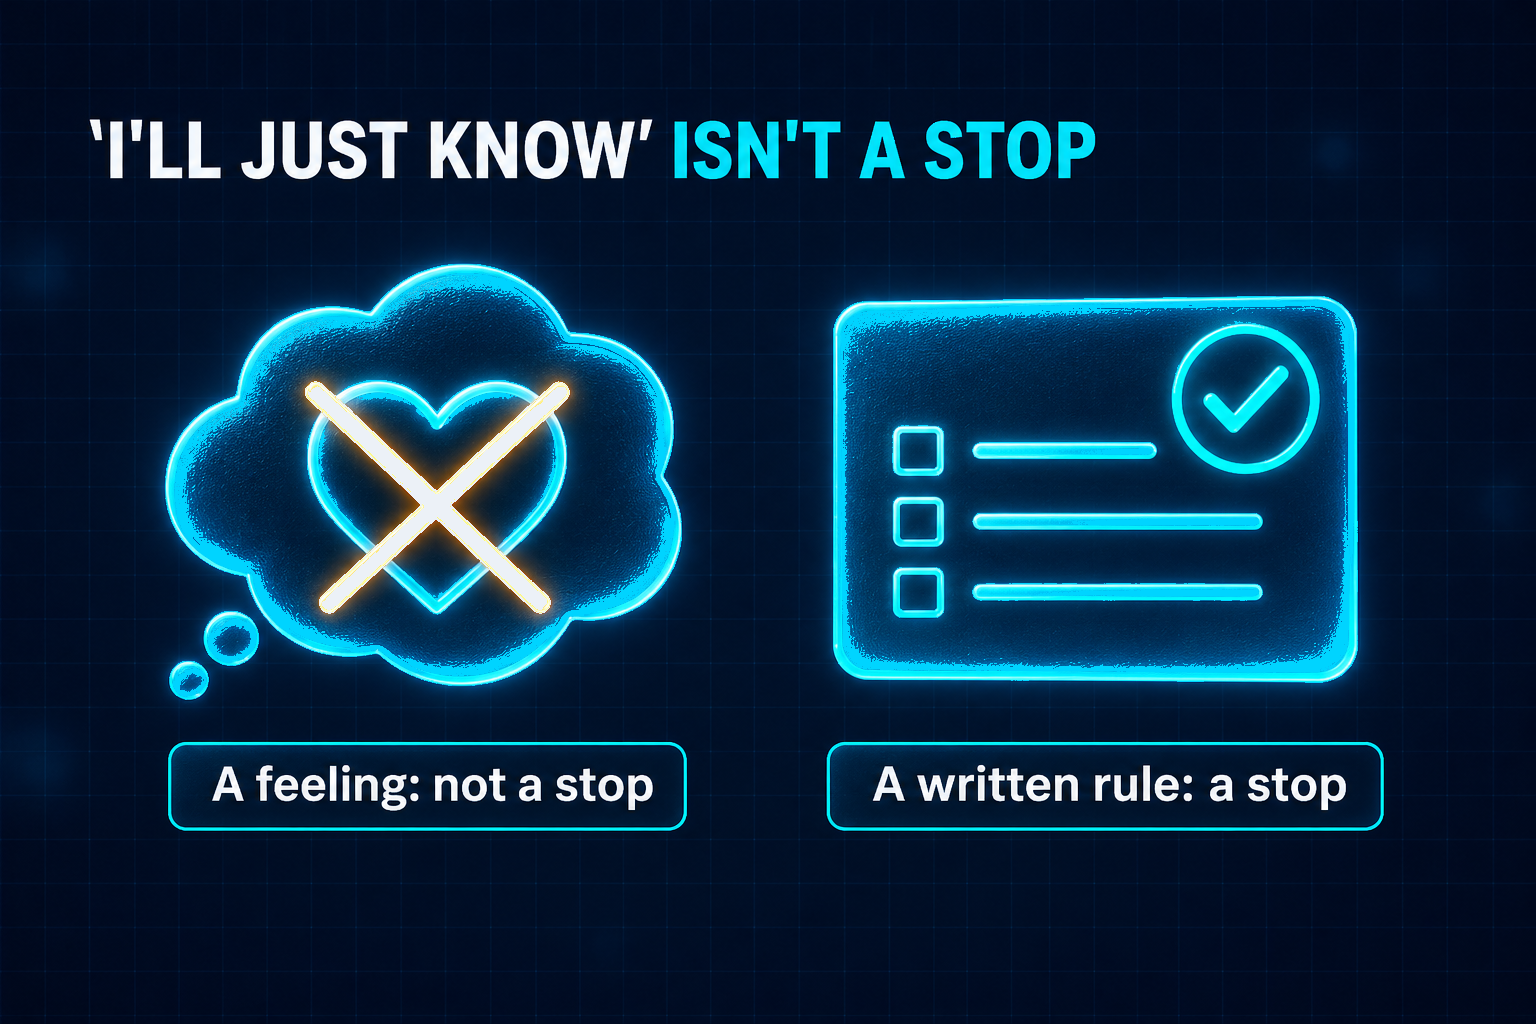 ‘I'LL JUST KNOW’ ISN'T A STOP
A feeling: not a stop
A written rule: a stop